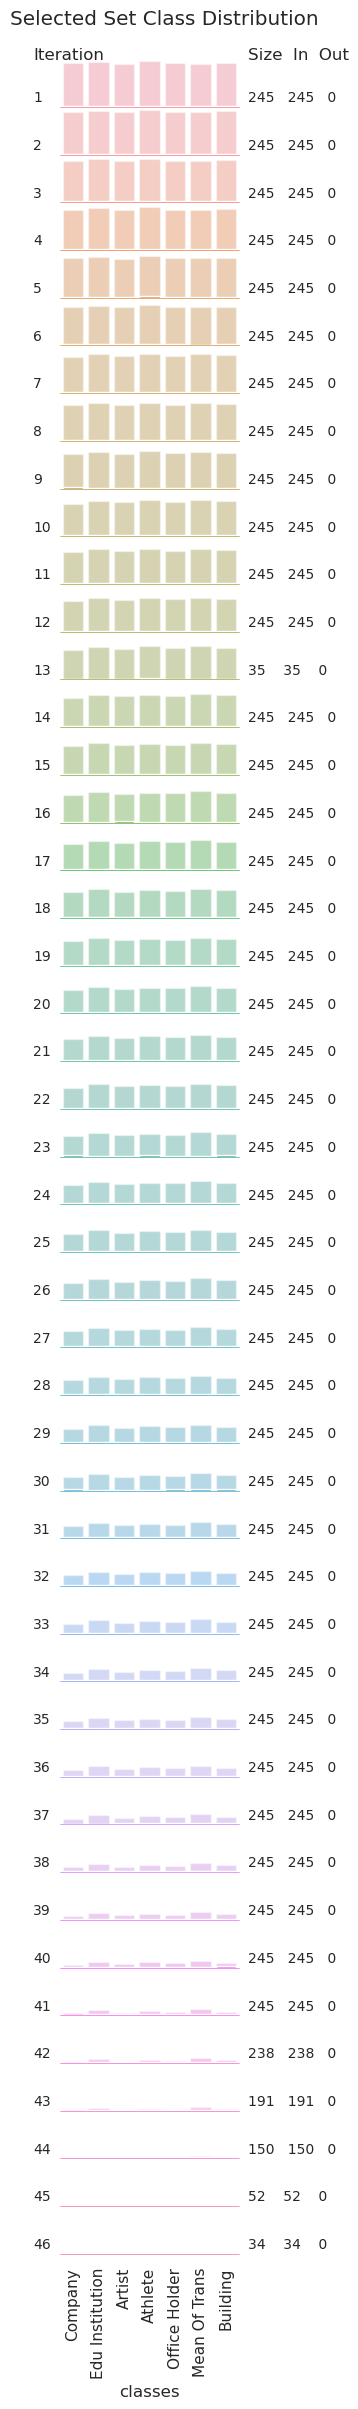 Selected Set Class Distribution
Iteration Size In Out
1 245 245 0
2 245 245 0
3 245 245 0
4 245 245 0
5 245 245 0
6 245 245 0
7 245 245 0
8 245 245 0
9 245 245 0
10 245 245 0
11 245 245 0
12 245 245 0
13 35 35 0
14 245 245 0
15 245 245 0
16 245 245 0
17 245 245 0
18 245 245 0
19 245 245 0
20 245 245 0
21 245 245 0
22 245 245 0
23 245 245 0
24 245 245 0
25 245 245 0
26 245 245 0
27 245 245 0
28 245 245 0
29 245 245 0
30 245 245 0
31 245 245 0
32 245 245 0
33 245 245 0
34 245 245 0
35 245 245 0
36 245 245 0
37 245 245 0
38 245 245 0
39 245 245 0
40 245 245 0
41 245 245 0
42 238 238 0
43 191 191 0
44 150 150 0
45 52 52 0
46 34 34 0
Company
Edu Institution
Artist
Athlete
Office Holder
Mean Of Trans
Building
classes